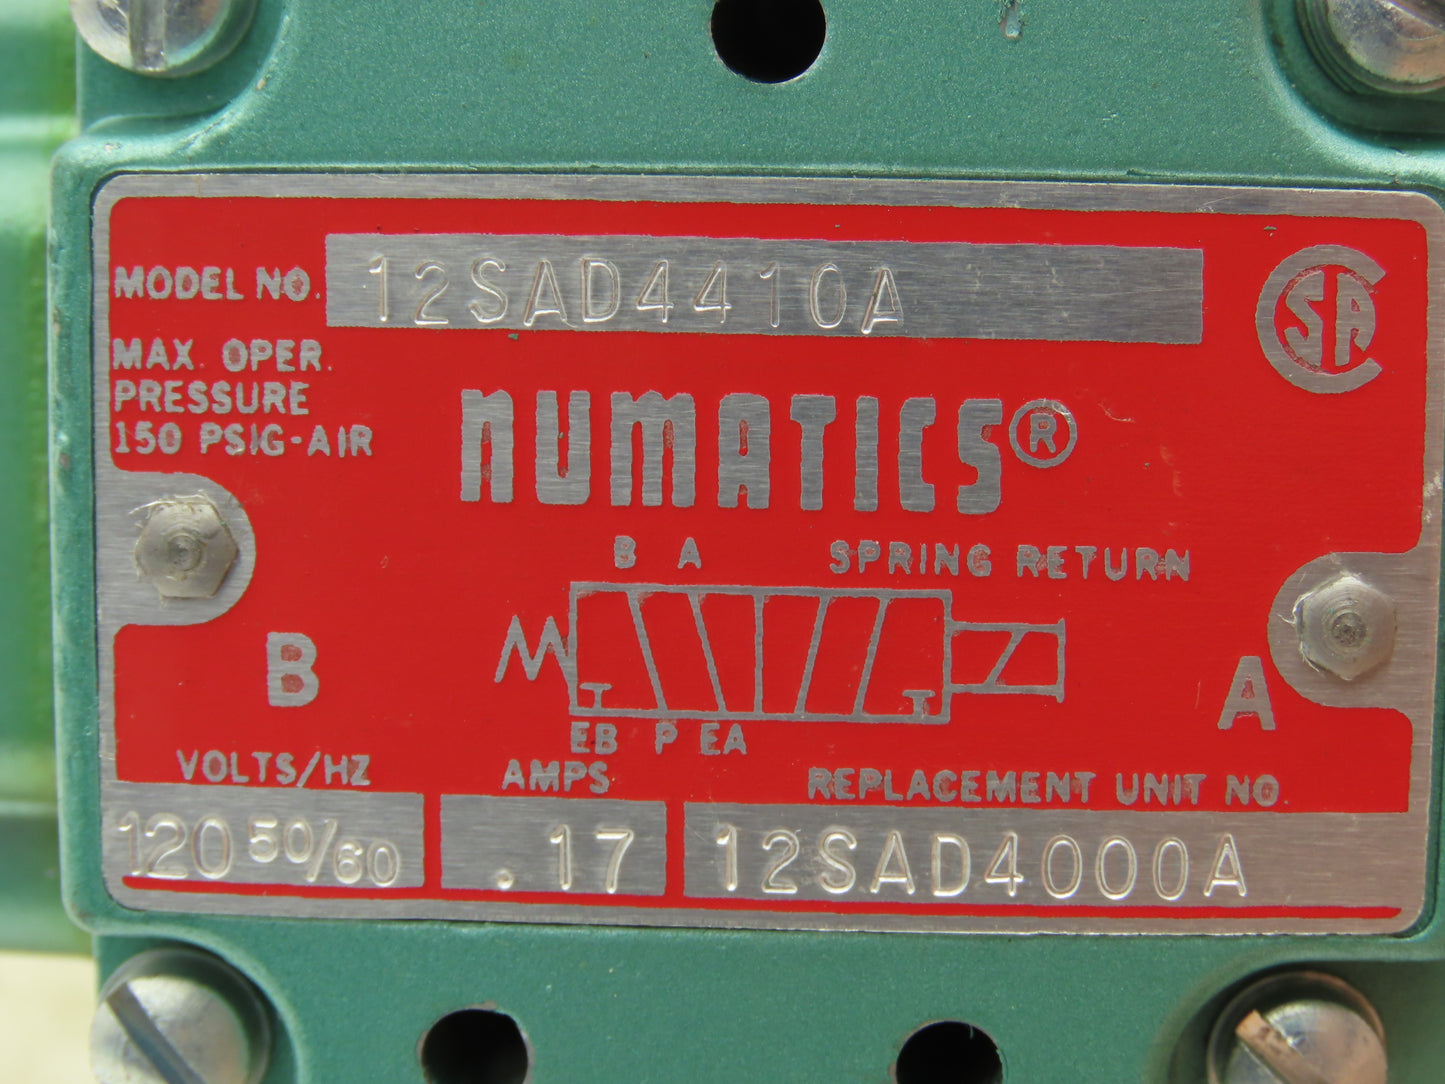 MODEL NO. 12SAD4410A
CSA
MAX. OPER.
PRESSURE
150 PSIG-AIR
NUMATICS®
B A SPRING RETURN
B
A
EB P EA
VOLTS/HZ AMPS REPLACEMENT UNIT NO.
120 50/60 .17 12SAD4000A